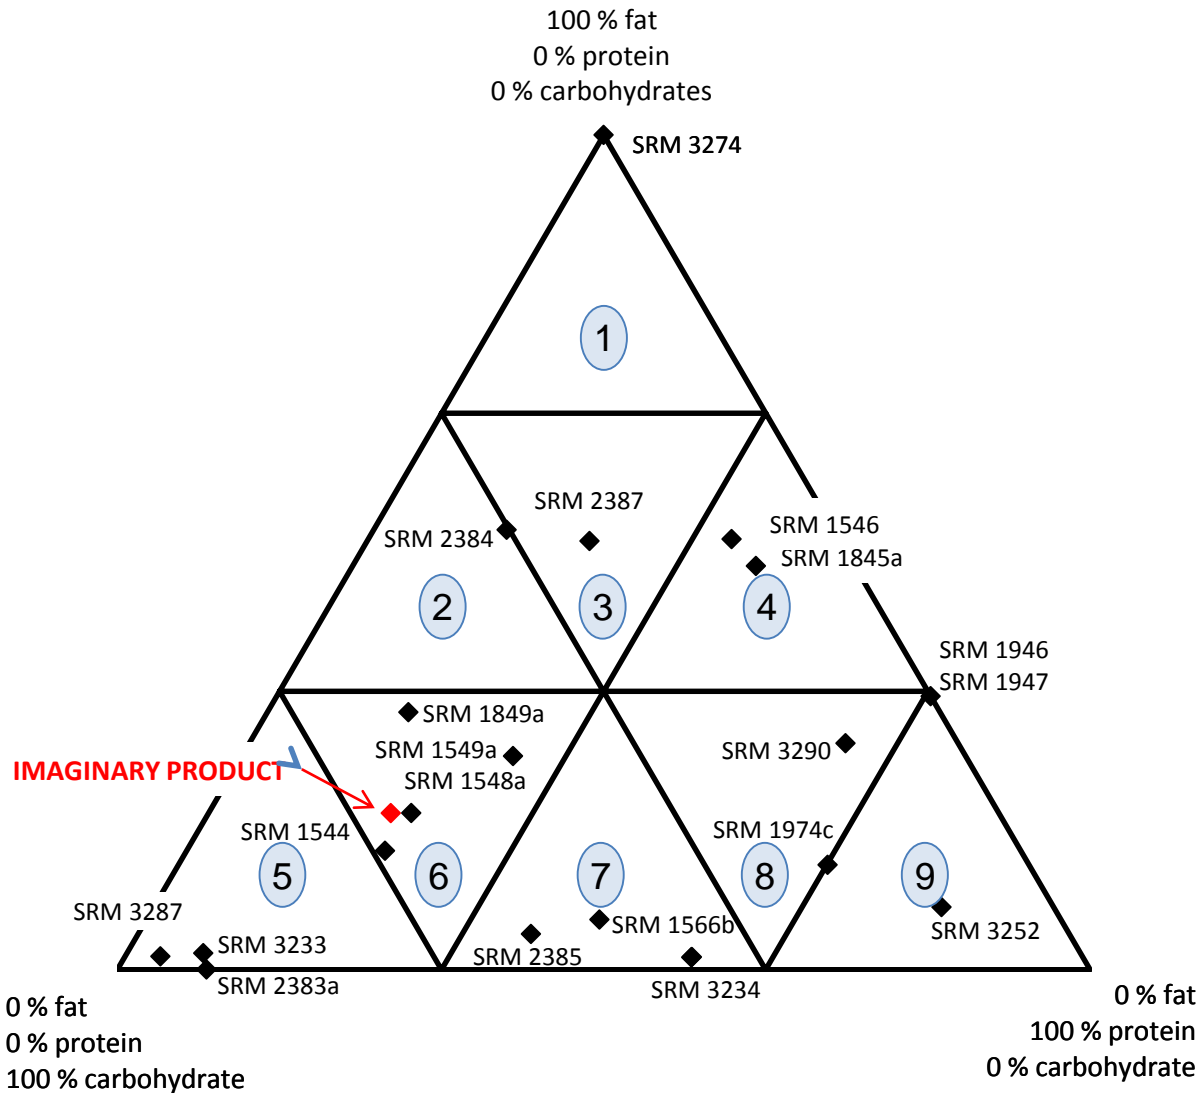 100 % fat
0 % protein
0 % carbohydrates
SRM 3274
1
SRM 2387
SRM 2384
SRM 1546
SRM 1845a
2
3
4
SRM 1946
SRM 1947
SRM 1849a
SRM 1549a
SRM 3290
IMAGINARY PRODUCT
SRM 1548a
SRM 1544
SRM 1974c
5
6
7
8
9
SRM 3287
SRM 1566b
SRM 3252
SRM 3233
SRM 2385
SRM 2383a
SRM 3234
0 % fat
0 % protein
100 % carbohydrate
0 % fat
100 % protein
0 % carbohydrate